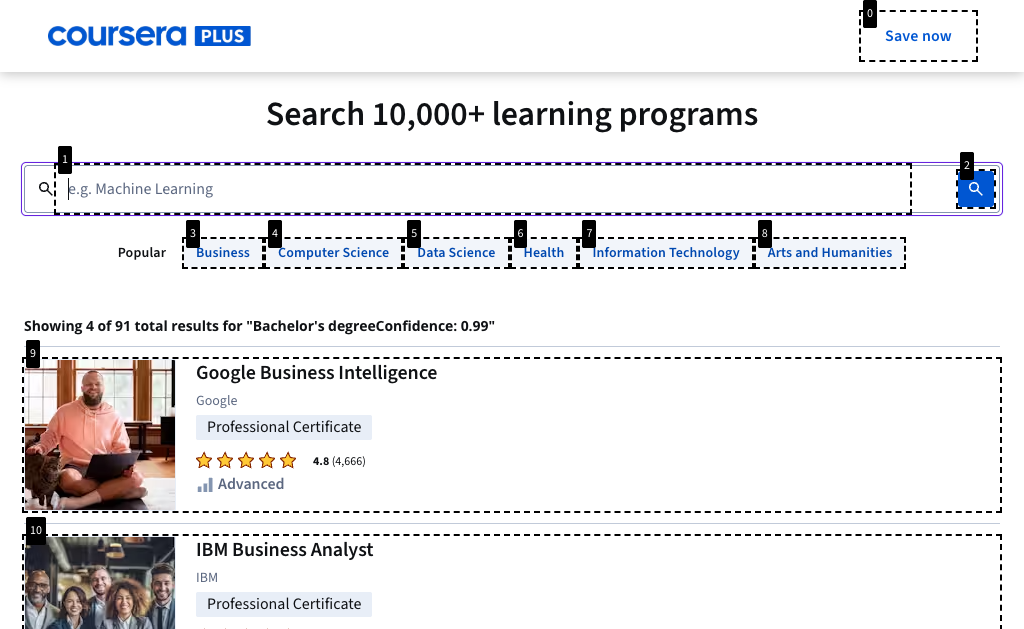 coursera PLUS
0
Save now
Search 10,000+ learning programs
1
e.g. Machine Learning
2
Popular
3
Business
4
Computer Science
5
Data Science
6
Health
7
Information Technology
8
Arts and Humanities
Showing 4 of 91 total results for "Bachelor's degreeConfidence: 0.99"
9
Google Business Intelligence
Google
Professional Certificate
4.8 (4,666)
Advanced
10
IBM Business Analyst
IBM
Professional Certificate